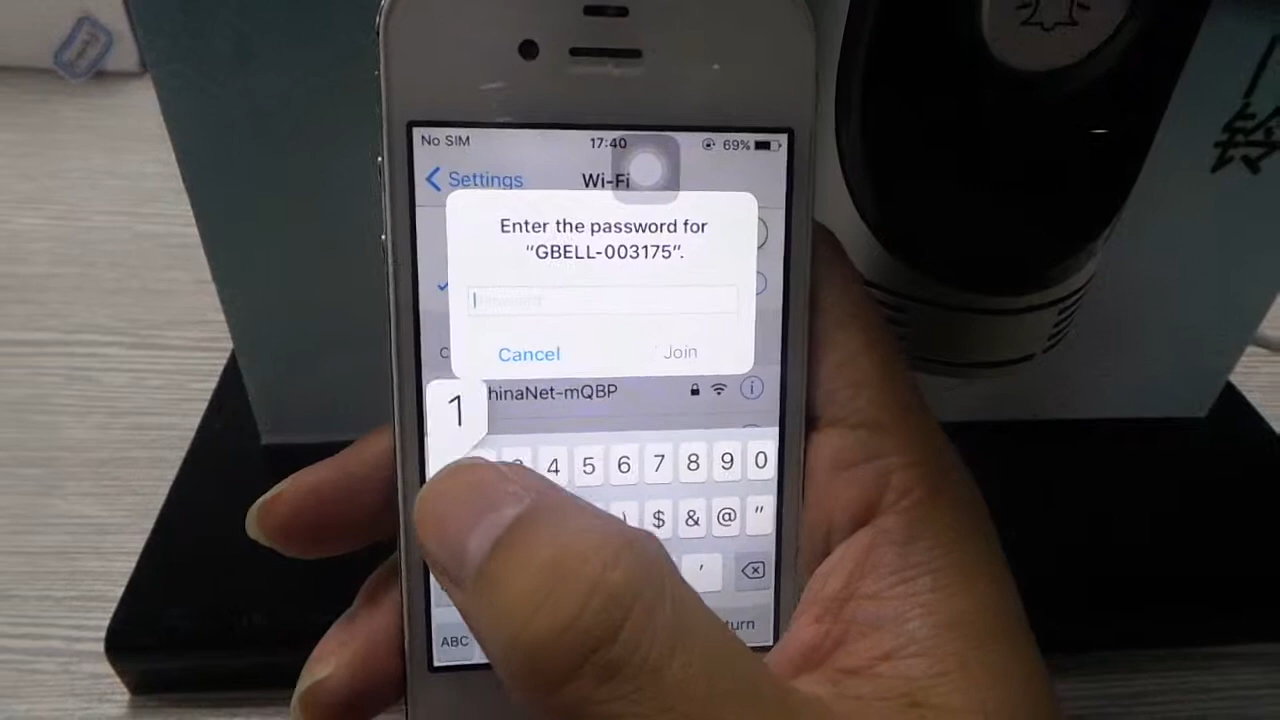 No SIM 17:40 69%
Settings Wi-Fi
Enter the password for
“GBELL-003175”.
Cancel Join
hinaNet-mQBP
1
4 5 6 7 8 9 0
$ & @ "
'
ABC
铃